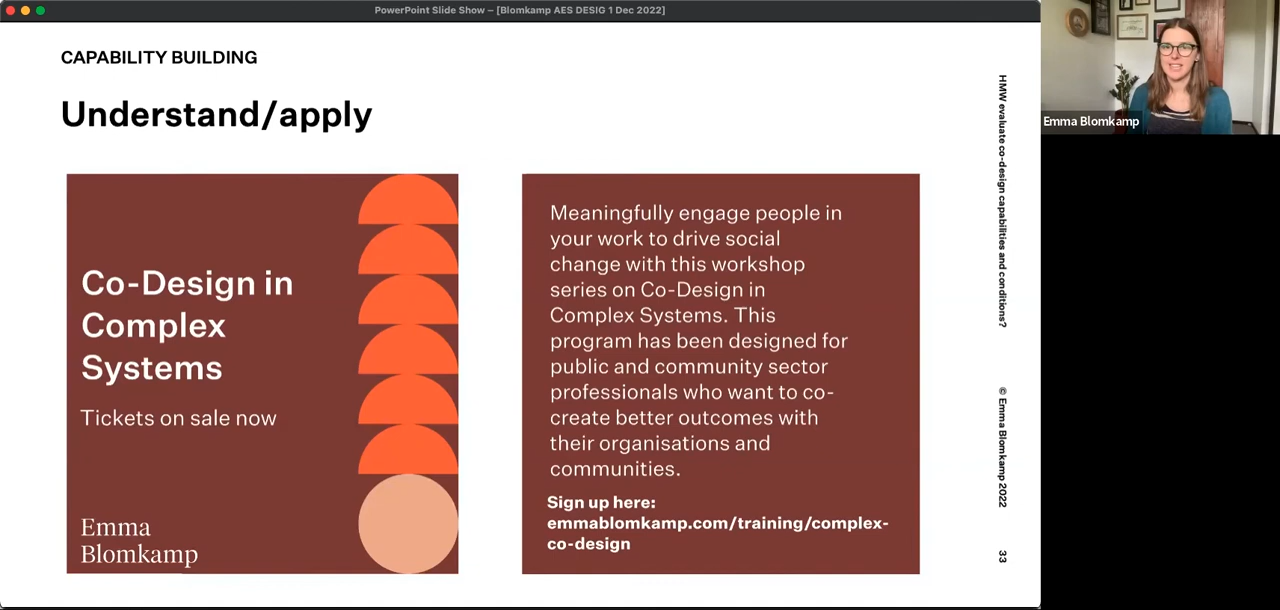 PowerPoint Slide Show – [Blomkamp AES DESIG 1 Dec 2022]
CAPABILITY BUILDING
Understand/apply
Co-Design in
Complex
Systems
Tickets on sale now
Emma
Blomkamp
Meaningfully engage people in
your work to drive social
change with this workshop
series on Co-Design in
Complex Systems. This
program has been designed for
public and community sector
professionals who want to co-
create better outcomes with
their organisations and
communities.
Sign up here:
emmablomkamp.com/training/complex-
co-design
HMW evaluate co-design capabilities and conditions?
© Emma Blomkamp 2022
33
Emma Blomkamp